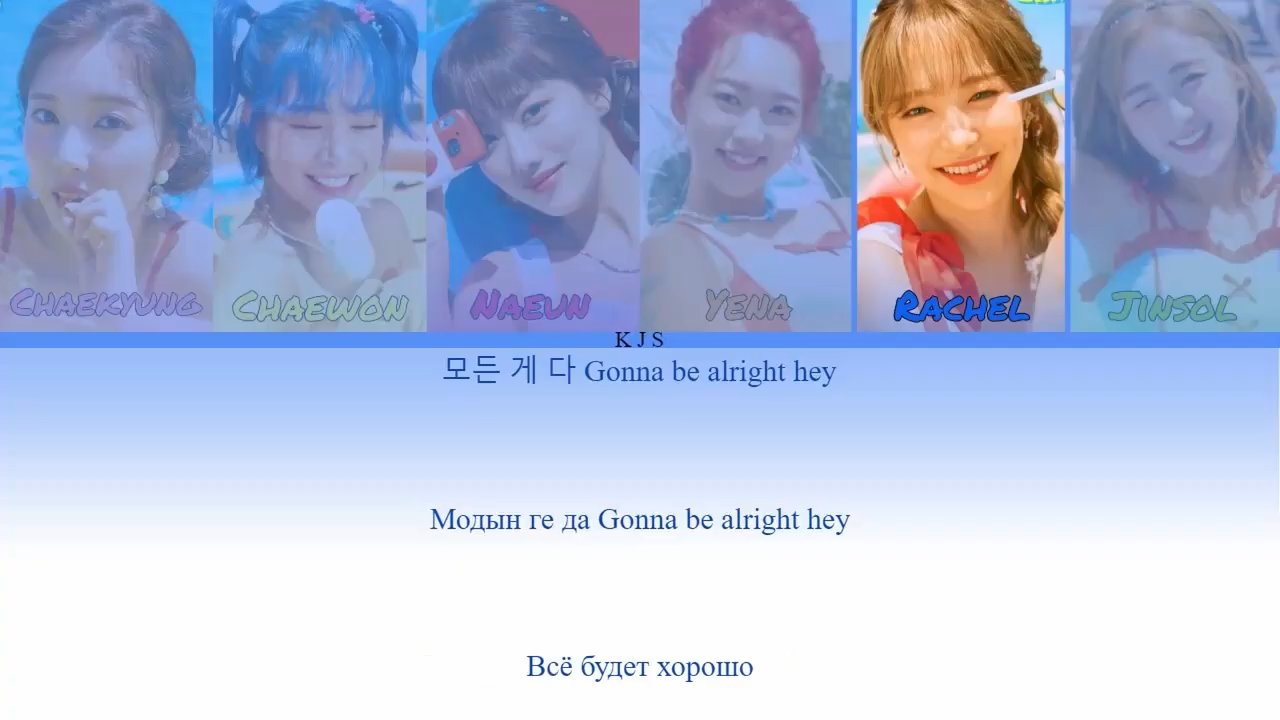 CHAEKYUNG CHAEWON NAEUN YENA RACHEL JINSOL
K J S
모든 게 다 Gonna be alright hey
Модын ге да Gonna be alright hey
Всё будет хорошо